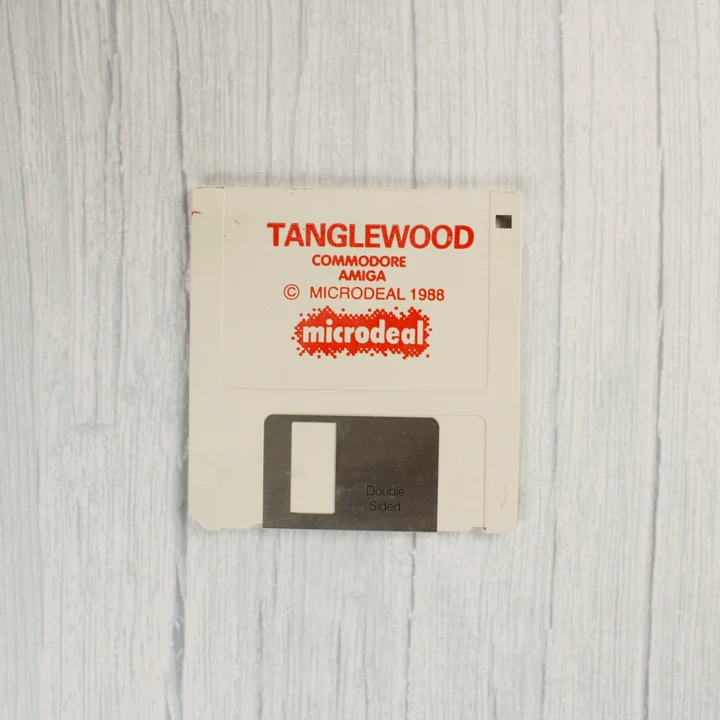 TANGLEWOOD
COMMODORE
AMIGA
© MICRODEAL 1988
microdeal
Double
Sided